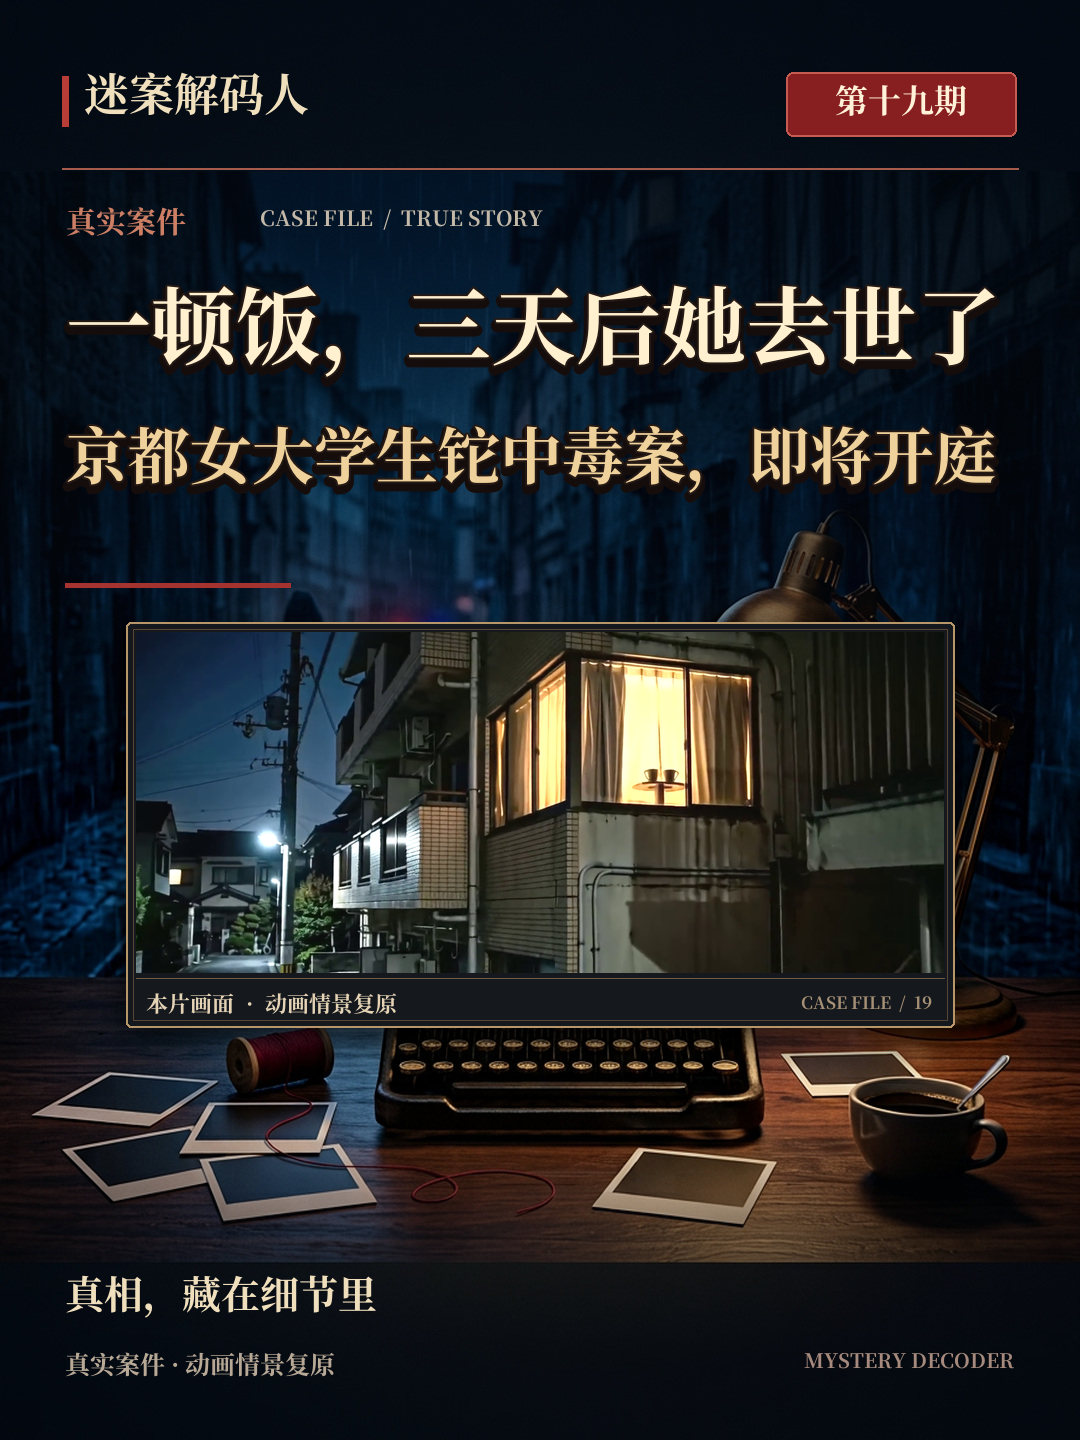 迷案解码人
第十九期
真实案件
CASE FILE / TRUE STORY
一顿饭，三天后她去世了
京都女大学生铊中毒案，即将开庭
本片画面 · 动画情景复原
CASE FILE / 19
真相，藏在细节里
真实案件 · 动画情景复原
MYSTERY DECODER